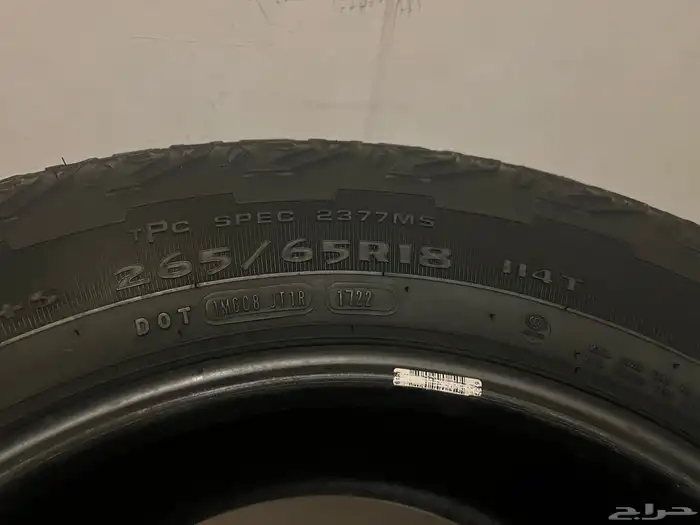 TPC SPEC 2377MS
265/65R18 114T
+S
DOT 1MC08 JT1R 1722
حراج